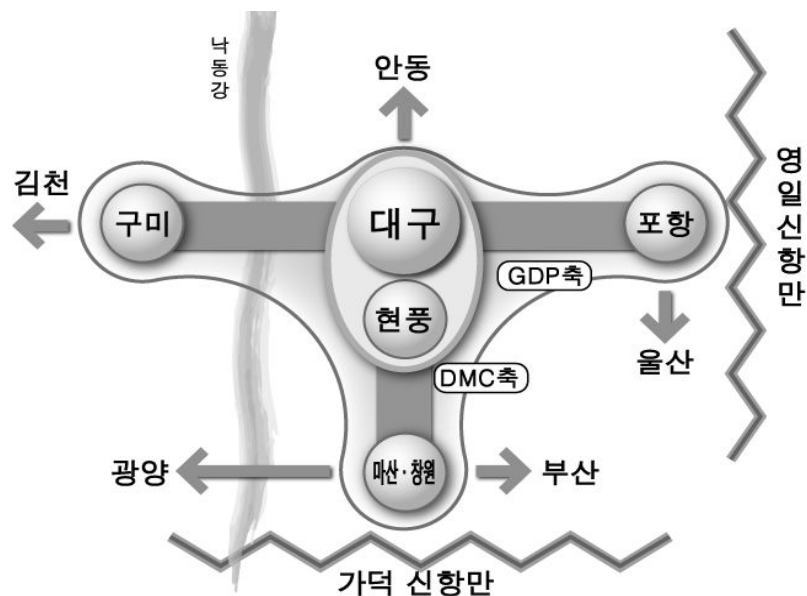 낙동강
안동
김천
구미
대구
포항
영일신항만
GDP축
현풍
울산
DMC축
광양
마산·창원
부산
가덕 신항만